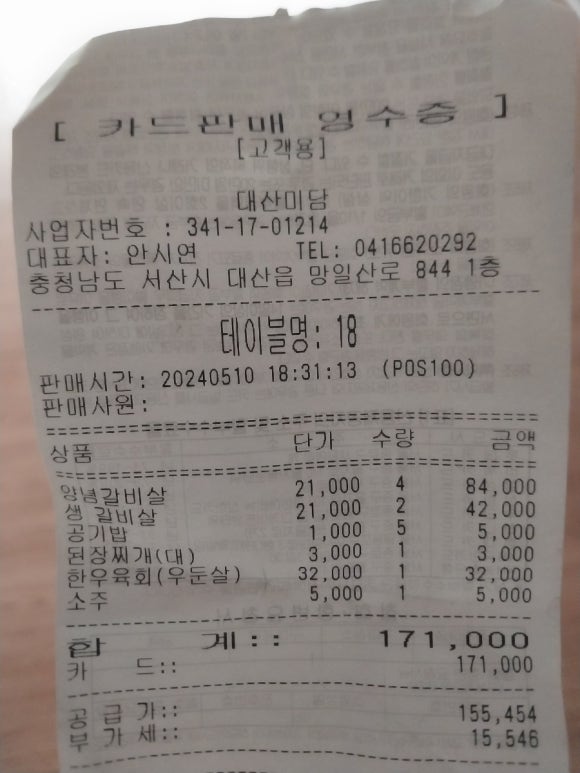 [ 카드판매 영수증 ]
[고객용]
대산미담
사업자번호 : 341-17-01214
대표자: 안시연 TEL: 0416620292
충청남도 서산시 대산읍 망일산로 844 1층
테이블명: 18
판매시간: 20240510 18:31:13 (POS100)
판매사원:
상품 단가 수량 금액
양념갈비살 21,000 4 84,000
생 갈비살 21,000 2 42,000
공기밥 1,000 5 5,000
된장찌개(대) 3,000 1 3,000
한우육회(우둔살) 32,000 1 32,000
소주 5,000 1 5,000
합 계:: 171,000
카 드:: 171,000
공급가:: 155,454
부가세:: 15,546